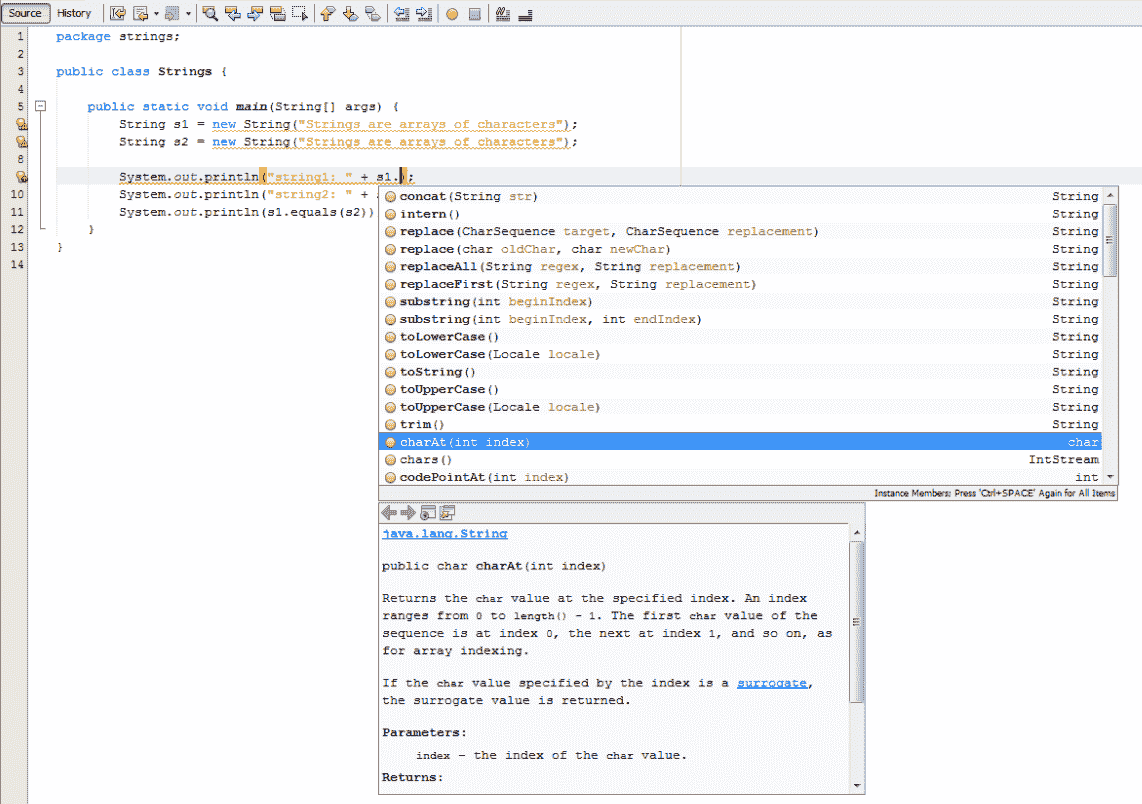 Source History
1 package strings;
2
3 public class Strings {
4
5 public static void main(String[] args) {
String s1 = new String("Strings are arrays of characters");
String s2 = new String("Strings are arrays of characters");
8
System.out.println("string1: " + s1.);
10 System.out.println("string2: " +
11 System.out.println(s1.equals(s2))
12 }
13 }
14
concat(String str) String
intern() String
replace(CharSequence target, CharSequence replacement) String
replace(char oldChar, char newChar) String
replaceAll(String regex, String replacement) String
replaceFirst(String regex, String replacement) String
substring(int beginIndex) String
substring(int beginIndex, int endIndex) String
toLowerCase() String
toLowerCase(Locale locale) String
toString() String
toUpperCase() String
toUpperCase(Locale locale) String
trim() String
charAt(int index) char
chars() IntStream
codePointAt(int index) int
Instance Members: Press 'Ctrl+SPACE' Again for All Items
java.lang.String
public char charAt(int index)
Returns the char value at the specified index. An index
ranges from 0 to length() - 1. The first char value of the
sequence is at index 0, the next at index 1, and so on, as
for array indexing.
If the char value specified by the index is a surrogate,
the surrogate value is returned.
Parameters:
index - the index of the char value.
Returns: